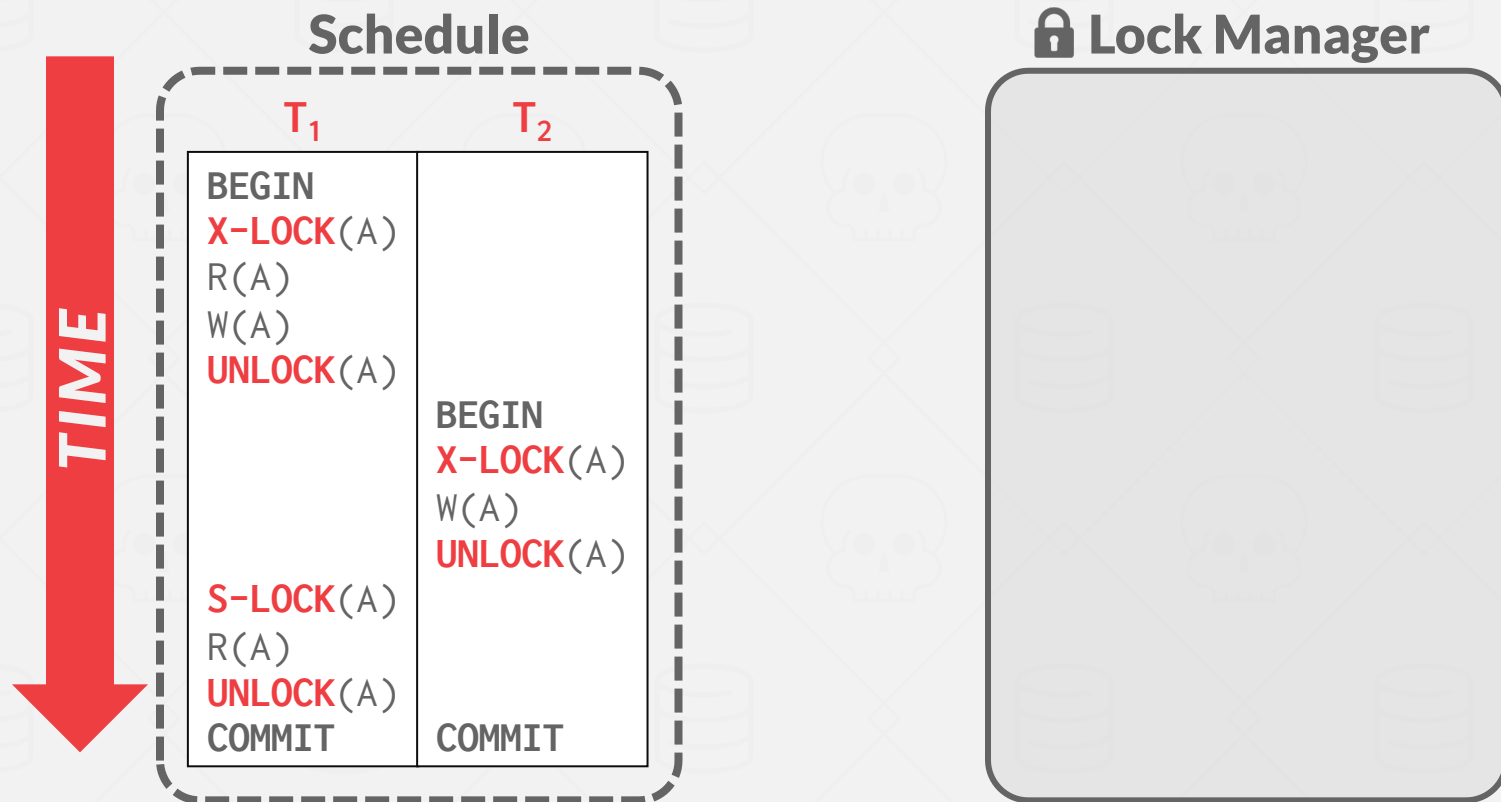 Schedule
Lock Manager
TIME
T₁ T₂
BEGIN
X-LOCK(A)
R(A)
W(A)
UNLOCK(A)
BEGIN
X-LOCK(A)
W(A)
UNLOCK(A)
S-LOCK(A)
R(A)
UNLOCK(A)
COMMIT COMMIT